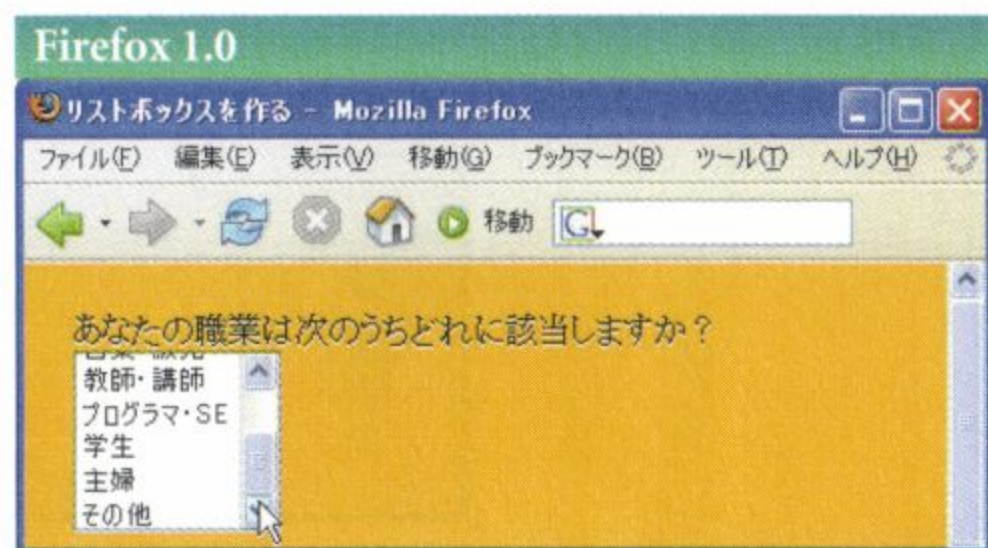 Firefox 1.0
リストボックスを作る - Mozilla Firefox
ファイル(F) 編集(E) 表示(V) 移動(G) ブックマーク(B) ツール(T) ヘルプ(H)
移動 G
あなたの職業は次のうちどれに該当しますか？
教師・講師
プログラマ・SE
学生
主婦
その他